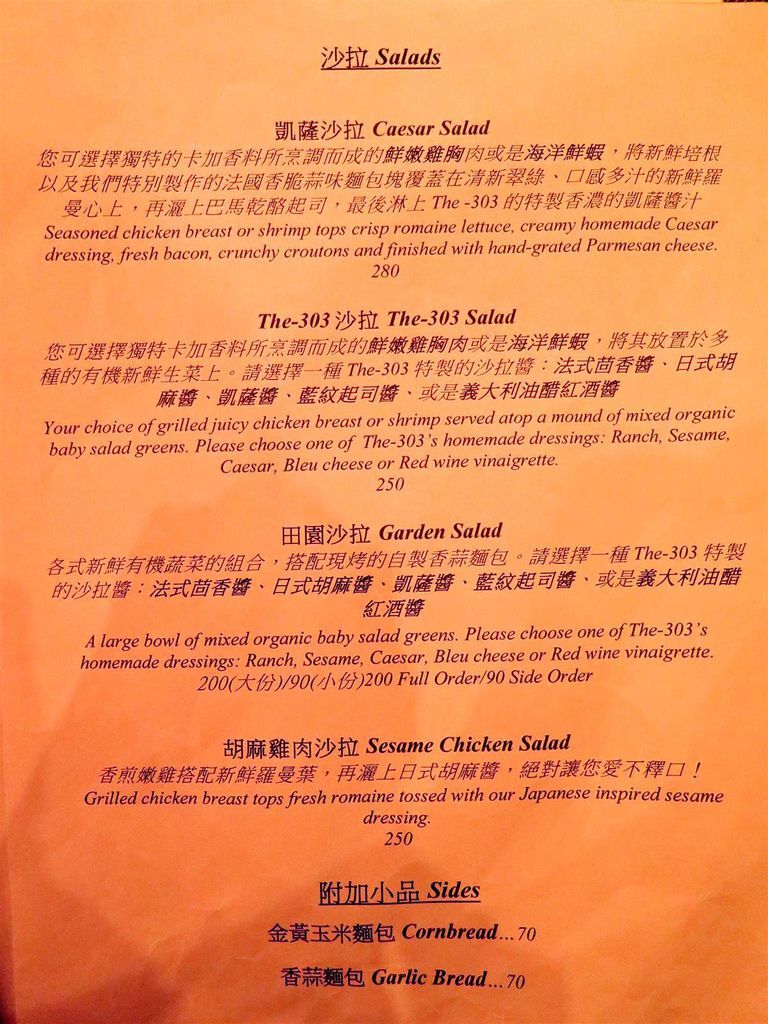 沙拉 Salads
凱薩沙拉 Caesar Salad
您可選擇獨特的卡加香料所烹調而成的鮮嫩雞胸肉或是海洋鮮蝦，將新鮮培根
以及我們特別製作的法國香脆蒜味麵包塊覆蓋在清新翠綠、口感多汁的新鮮羅
曼心上，再灑上巴馬乾酪起司，最後淋上 The -303 的特製香濃的凱薩醬汁
Seasoned chicken breast or shrimp tops crisp romaine lettuce, creamy homemade Caesar
dressing, fresh bacon, crunchy croutons and finished with hand-grated Parmesan cheese.
280
The-303 沙拉 The-303 Salad
您可選擇獨特卡加香料所烹調而成的鮮嫩雞胸肉或是海洋鮮蝦，將其放置於多
種的有機新鮮生菜上。請選擇一種 The-303 特製的沙拉醬：法式茴香醬、日式胡
麻醬、凱薩醬、藍紋起司醬、或是義大利油醋紅酒醬
Your choice of grilled juicy chicken breast or shrimp served atop a mound of mixed organic
baby salad greens. Please choose one of The-303's homemade dressings: Ranch, Sesame,
Caesar, Bleu cheese or Red wine vinaigrette.
250
田園沙拉 Garden Salad
各式新鮮有機蔬菜的組合，搭配現烤的自製香蒜麵包。請選擇一種 The-303 特製
的沙拉醬：法式茴香醬、日式胡麻醬、凱薩醬、藍紋起司醬、或是義大利油醋
紅酒醬
A large bowl of mixed organic baby salad greens. Please choose one of The-303's
homemade dressings: Ranch, Sesame, Caesar, Bleu cheese or Red wine vinaigrette.
200(大份)/90(小份)200 Full Order/90 Side Order
胡麻雞肉沙拉 Sesame Chicken Salad
香煎嫩雞搭配新鮮羅曼葉，再灑上日式胡麻醬，絕對讓您愛不釋口！
Grilled chicken breast tops fresh romaine tossed with our Japanese inspired sesame
dressing.
250
附加小品 Sides
金黃玉米麵包 Cornbread...70
香蒜麵包 Garlic Bread...70